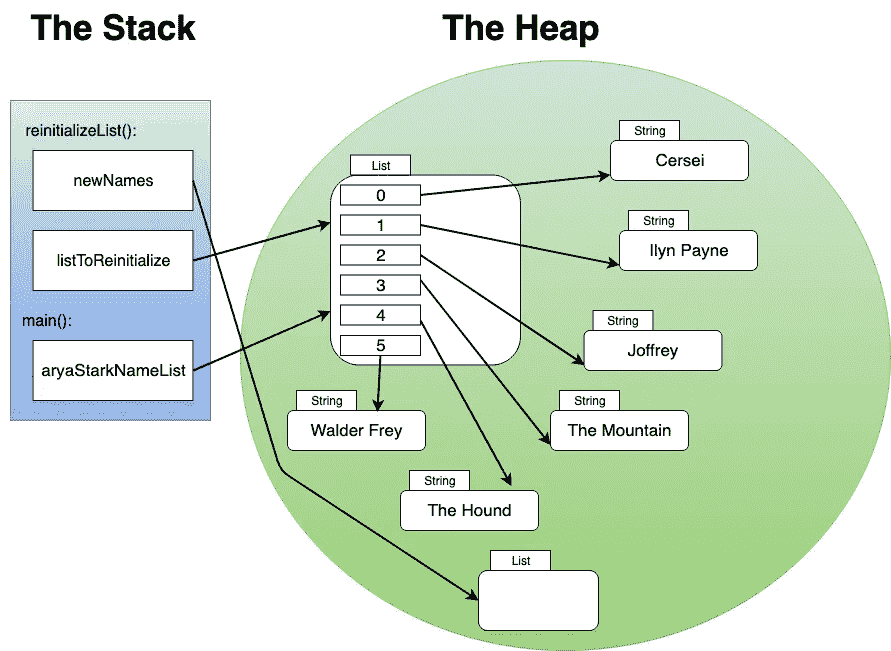 The Stack
The Heap
reinitializeList():
newNames
listToReinitialize
main():
aryaStarkNameList
List
0
1
2
3
4
5
String
Cersei
String
Ilyn Payne
String
Joffrey
String
The Mountain
String
Walder Frey
String
The Hound
List